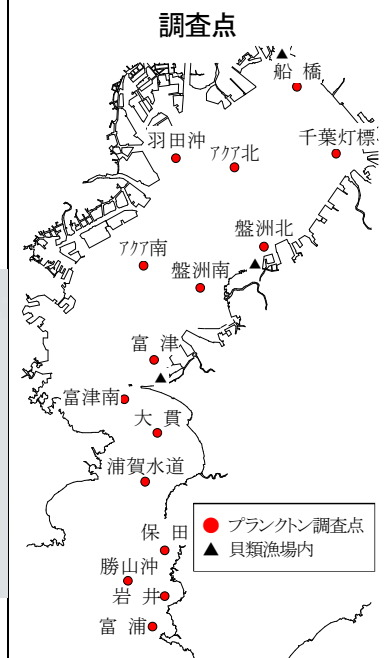 調査点
船 橋
羽田沖
千葉灯標
アクア北
盤洲北
アクア南
盤洲南
富 津
富津南
大 貫
浦賀水道
プランクトン調査点
保 田
貝類漁場内
勝山沖
岩 井
富 浦